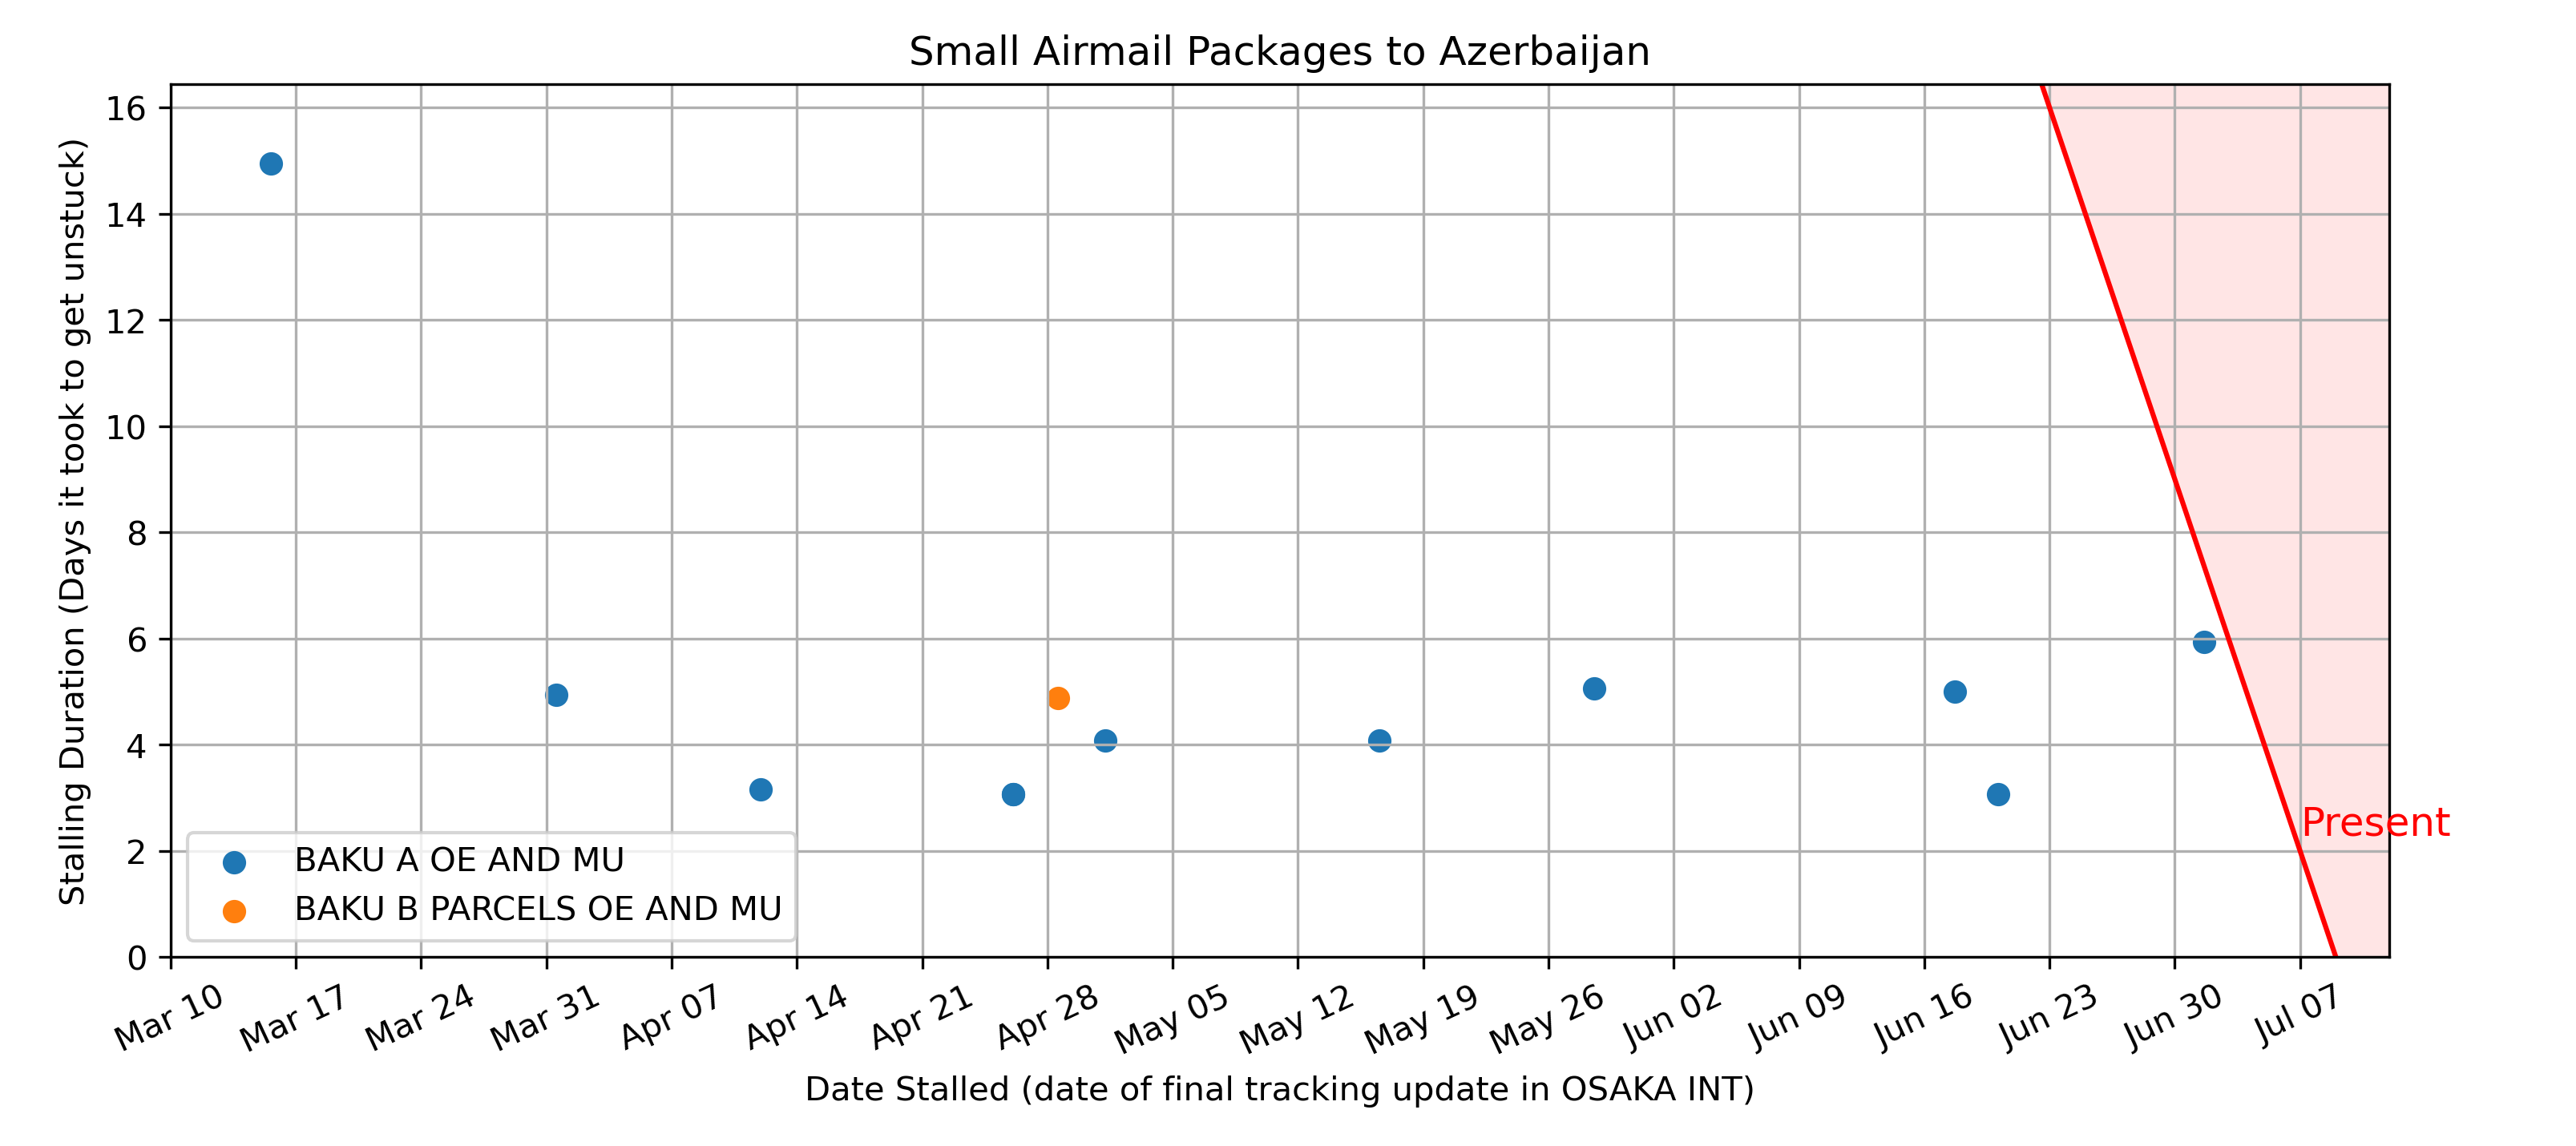 Small Airmail Packages to Azerbaijan
Stalling Duration (Days it took to get unstuck)
16
14
12
10
8
6
4
2
0
Present
BAKU A OE AND MU
BAKU B PARCELS OE AND MU
Mar 10
Mar 17
Mar 24
Mar 31
Apr 07
Apr 14
Apr 21
Apr 28
May 05
May 12
May 19
May 26
Jun 02
Jun 09
Jun 16
Jun 23
Jun 30
Jul 07
Date Stalled (date of final tracking update in OSAKA INT)